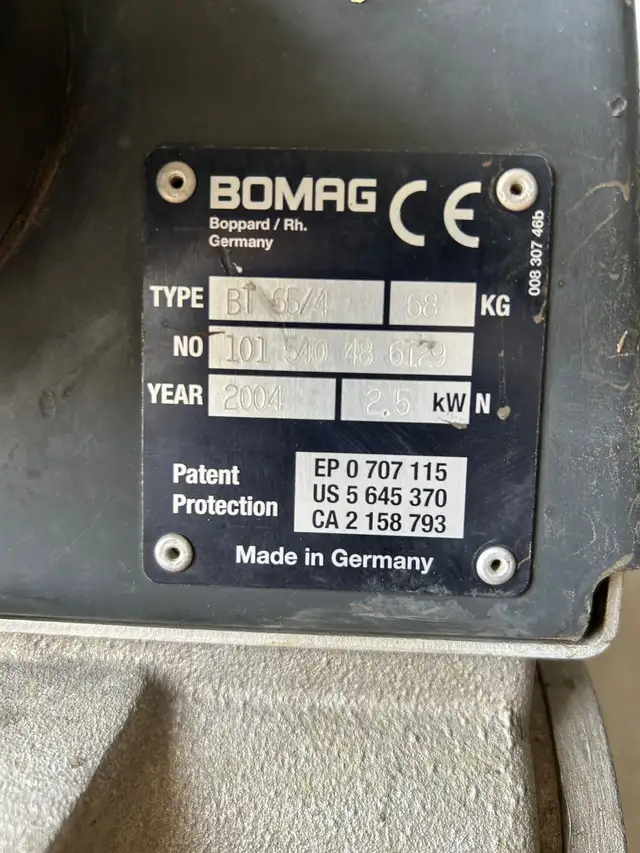 BOMAG CE
Boppard / Rh.
Germany
008 307 46b
TYPE BT 65/4 68 KG
NO 101 540 48 6129
YEAR 2004 2.5 kW N
Patent
Protection
EP 0 707 115
US 5 645 370
CA 2 158 793
Made in Germany